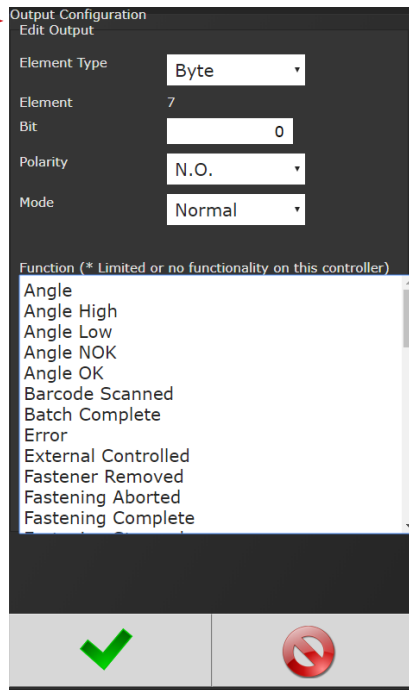 Output Configuration
Edit Output
Element Type Byte
Element 7
Bit 0
Polarity N.O.
Mode Normal
Function (* Limited or no functionality on this controller)
Angle
Angle High
Angle Low
Angle NOK
Angle OK
Barcode Scanned
Batch Complete
Error
External Controlled
Fastener Removed
Fastening Aborted
Fastening Complete